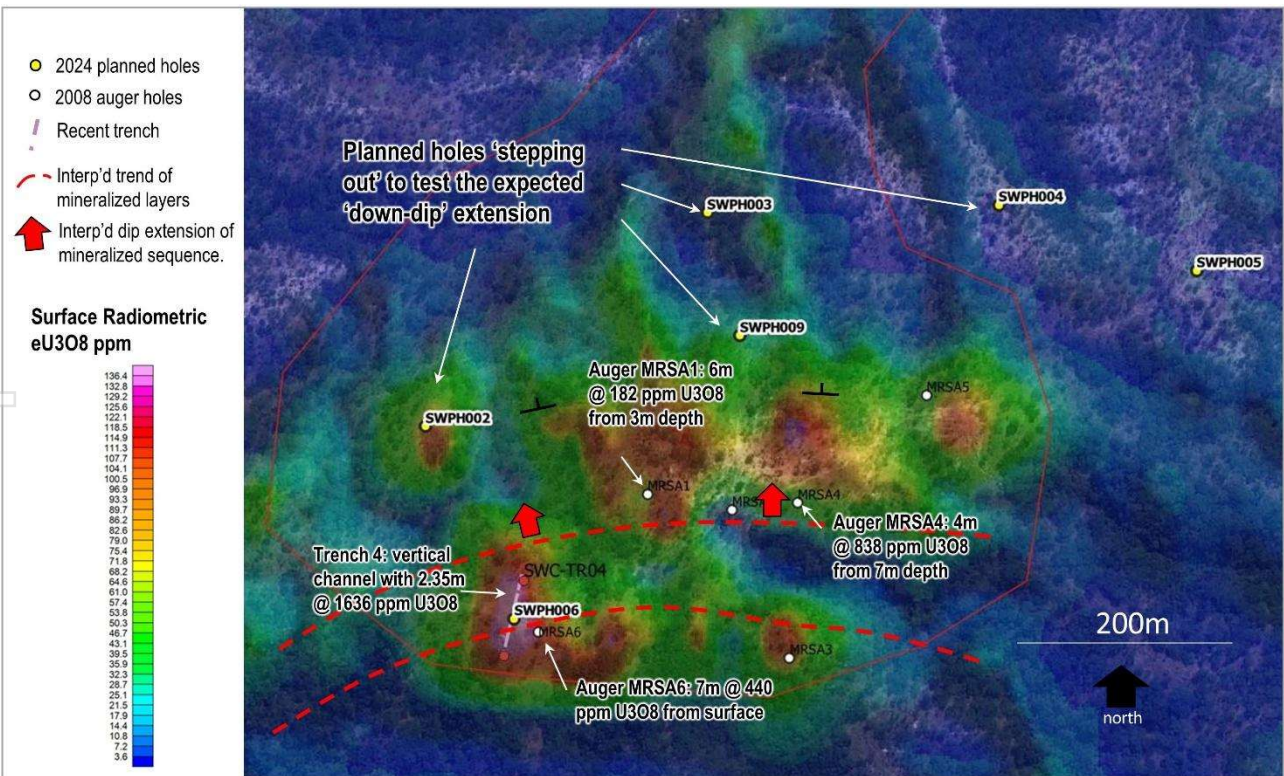 2024 planned holes
2008 auger holes
Recent trench
Interp'd trend of
mineralized layers
Interp'd dip extension of
mineralized sequence.
Surface Radiometric
eU3O8 ppm
136.4
132.8
129.2
125.6
122.1
118.5
114.9
111.3
107.7
104.1
100.5
96.9
93.3
89.7
86.2
82.6
79.0
75.4
71.8
68.2
64.6
61.0
57.4
53.8
50.3
46.7
43.1
39.5
35.9
32.3
28.7
25.1
21.5
17.9
14.4
10.8
7.2
3.6
Planned holes 'stepping
out' to test the expected
'down-dip' extension
SWPH003
SWPH004
SWPH005
SWPH009
Auger MRSA1: 6m
@ 182 ppm U3O8
from 3m depth
MRSA5
SWPH002
MRSA1
MRSA4
Auger MRSA4: 4m
@ 838 ppm U3O8
from 7m depth
Trench 4: vertical
channel with 2.35m
@ 1636 ppm U3O8
SWC-TR04
SWPH006
MRSA6
MRSA3
Auger MRSA6: 7m @ 440
ppm U3O8 from surface
200m
north